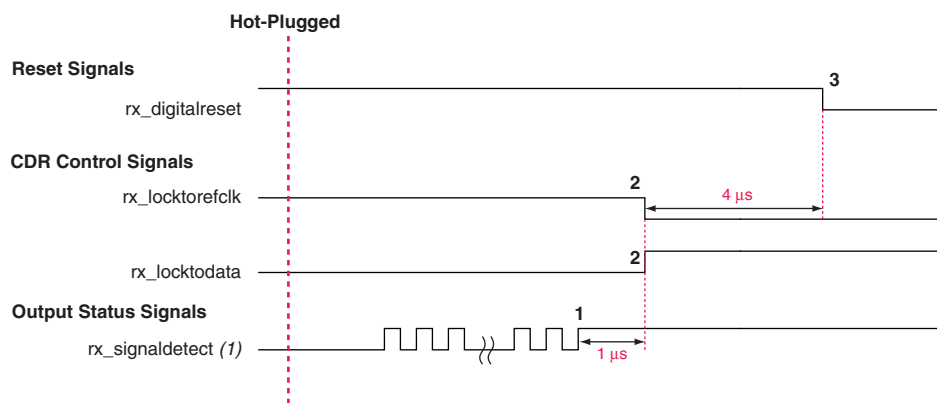 Hot-Plugged
Reset Signals
3
rx_digitalreset
CDR Control Signals
2
4 µs
rx_locktorefclk
2
rx_locktodata
Output Status Signals
1
rx_signaldetect (1)
1 µs